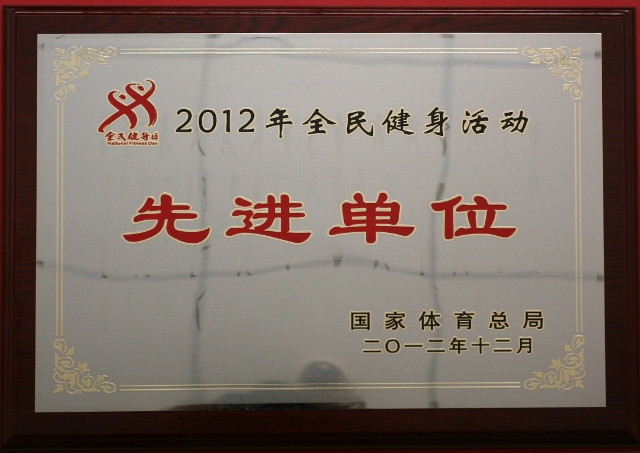 全民健身日
National Fitness Day
2012年全民健身活动
先进单位
国家体育总局
二〇一二年十二月